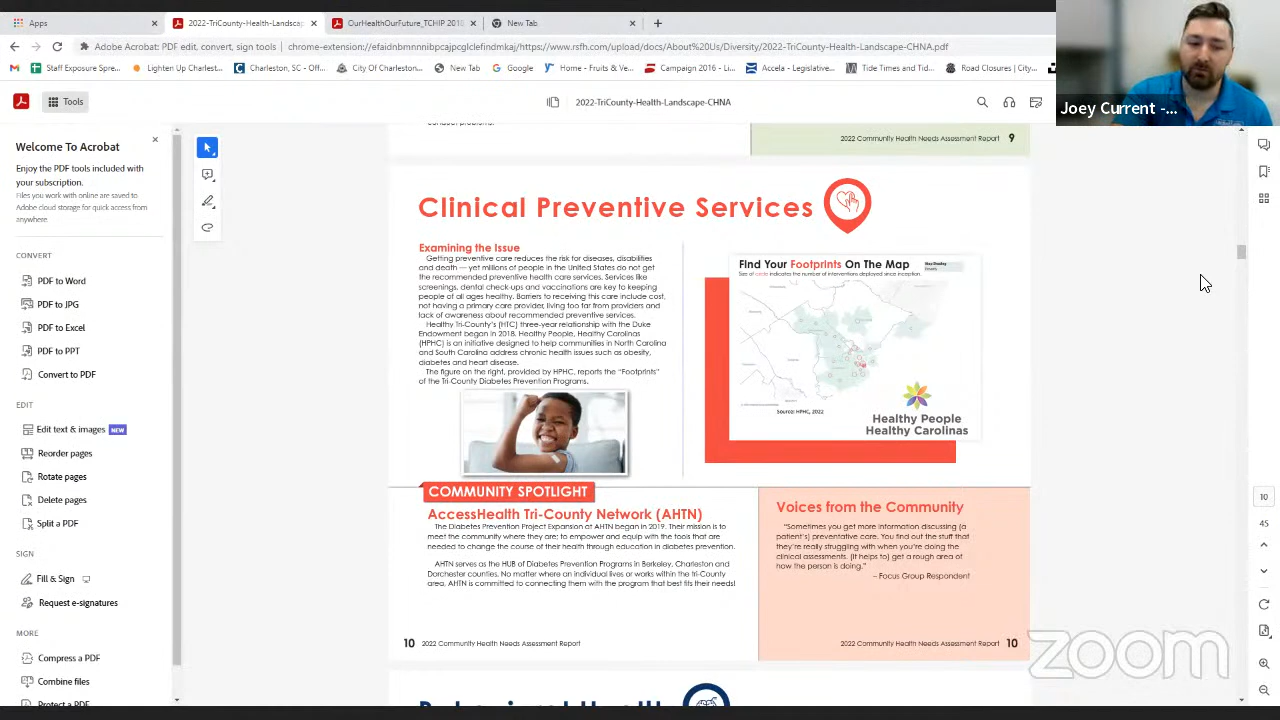 Apps
2022-TriCounty-Health-Landscap
OurHealthOurFuture_TCHIP 2018
New Tab
Adobe Acrobat: PDF edit, convert, sign tools
chrome-extension://efaidnbmnnnibpcajpcglclefindmkaj/https://www.rsfh.com/upload/docs/About%20Us/Diversity/2022-TriCounty-Health-Landscape-CHNA.pdf
Staff Exposure Spre...
Lighten Up Charlest...
Charleston, SC - Off...
City Of Charleston...
New Tab
Google
Home - Fruits & Ve...
Campaign 2016 – Li...
Accela - Legislative...
Tide Times and Tid...
Road Closures | City...
Joey Current -...
Tools
2022-TriCounty-Health-Landscape-CHNA
Welcome To Acrobat
Enjoy the PDF tools included with
your subscription.
Files you work with online are saved to
Adobe cloud storage for quick access from
anywhere.
CONVERT
PDF to Word
PDF to JPG
PDF to Excel
PDF to PPT
Convert to PDF
EDIT
Edit text & images NEW
Reorder pages
Rotate pages
Delete pages
Split a PDF
SIGN
Fill & Sign
Request e-signatures
MORE
Compress a PDF
Combine files
Protect a PDF
2022 Community Health Needs Assessment Report 9
Clinical Preventive Services
Examining the Issue
Getting preventive care reduces the risk for diseases, disabilities
and death — yet millions of people in the United States do not get
the recommended preventive health care services. Services like
screenings, dental check-ups and vaccinations are key to keeping
people of all ages healthy. Barriers to receiving this care include cost,
not having a primary care provider, living too far from providers and
lack of awareness about recommended preventive services.
Healthy Tri-County's (HTC) three-year relationship with the Duke
Endowment began in 2018. Healthy People, Healthy Carolinas
(HPHC) is an initiative designed to help communities in North Carolina
and South Carolina address chronic health issues such as obesity,
diabetes and heart disease.
The figure on the right, provided by HPHC, reports the "Footprints"
of the Tri-County Diabetes Prevention Programs.
Find Your Footprints On The Map
Size of circle indicates the number of interventions deployed since inception.
Source: HPHC, 2022
Healthy People
Healthy Carolinas
COMMUNITY SPOTLIGHT
AccessHealth Tri-County Network (AHTN)
The Diabetes Prevention Project Expansion at AHTN began in 2019. Their mission is to
meet the community where they are; to empower and equip with the tools that are
needed to change the course of their health through education in diabetes prevention.
AHTN serves as the HUB of Diabetes Prevention Programs in Berkeley, Charleston and
Dorchester counties. No matter where an individual lives or works within the tri-County
area, AHTN is committed to connecting them with the program that best fits their needs!
Voices from the Community
"Sometimes you get more information discussing (a
patient's) preventative care. You find out the stuff that
they're really struggling with when you're doing the
clinical assessments. (It helps to) get a rough area of
how the person is doing."
– Focus Group Respondent
10 2022 Community Health Needs Assessment Report
2022 Community Health Needs Assessment Report 10
10
45
zoom